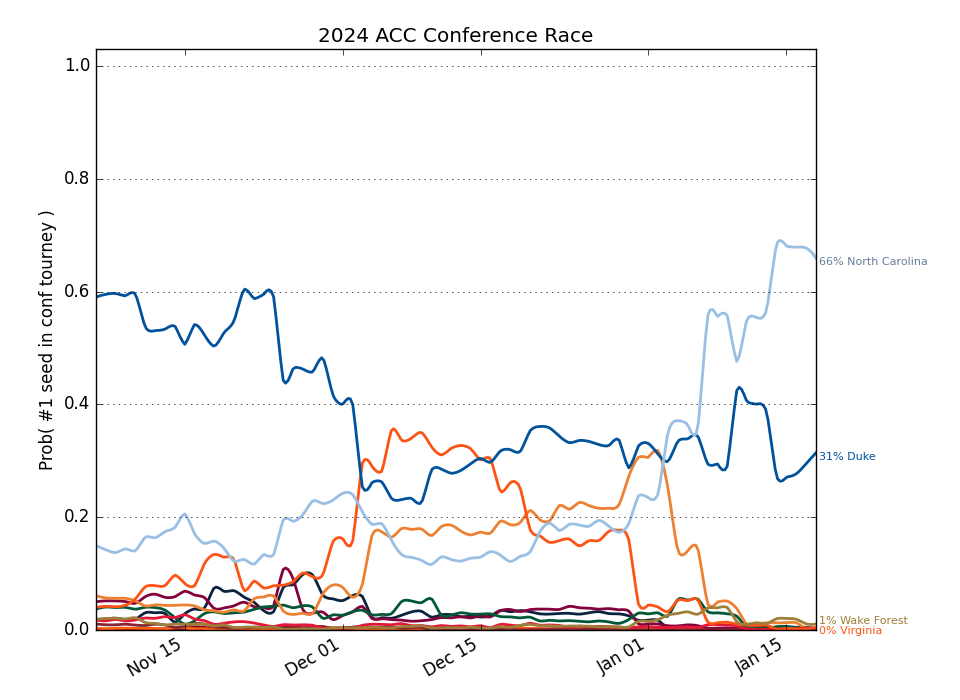 2024 ACC Conference Race
Prob( #1 seed in conf tourney )
1.0
0.8
0.6
0.4
0.2
0.0
Nov 15
Dec 01
Dec 15
Jan 01
Jan 15
66% North Carolina
31% Duke
1% Wake Forest
0% Virginia